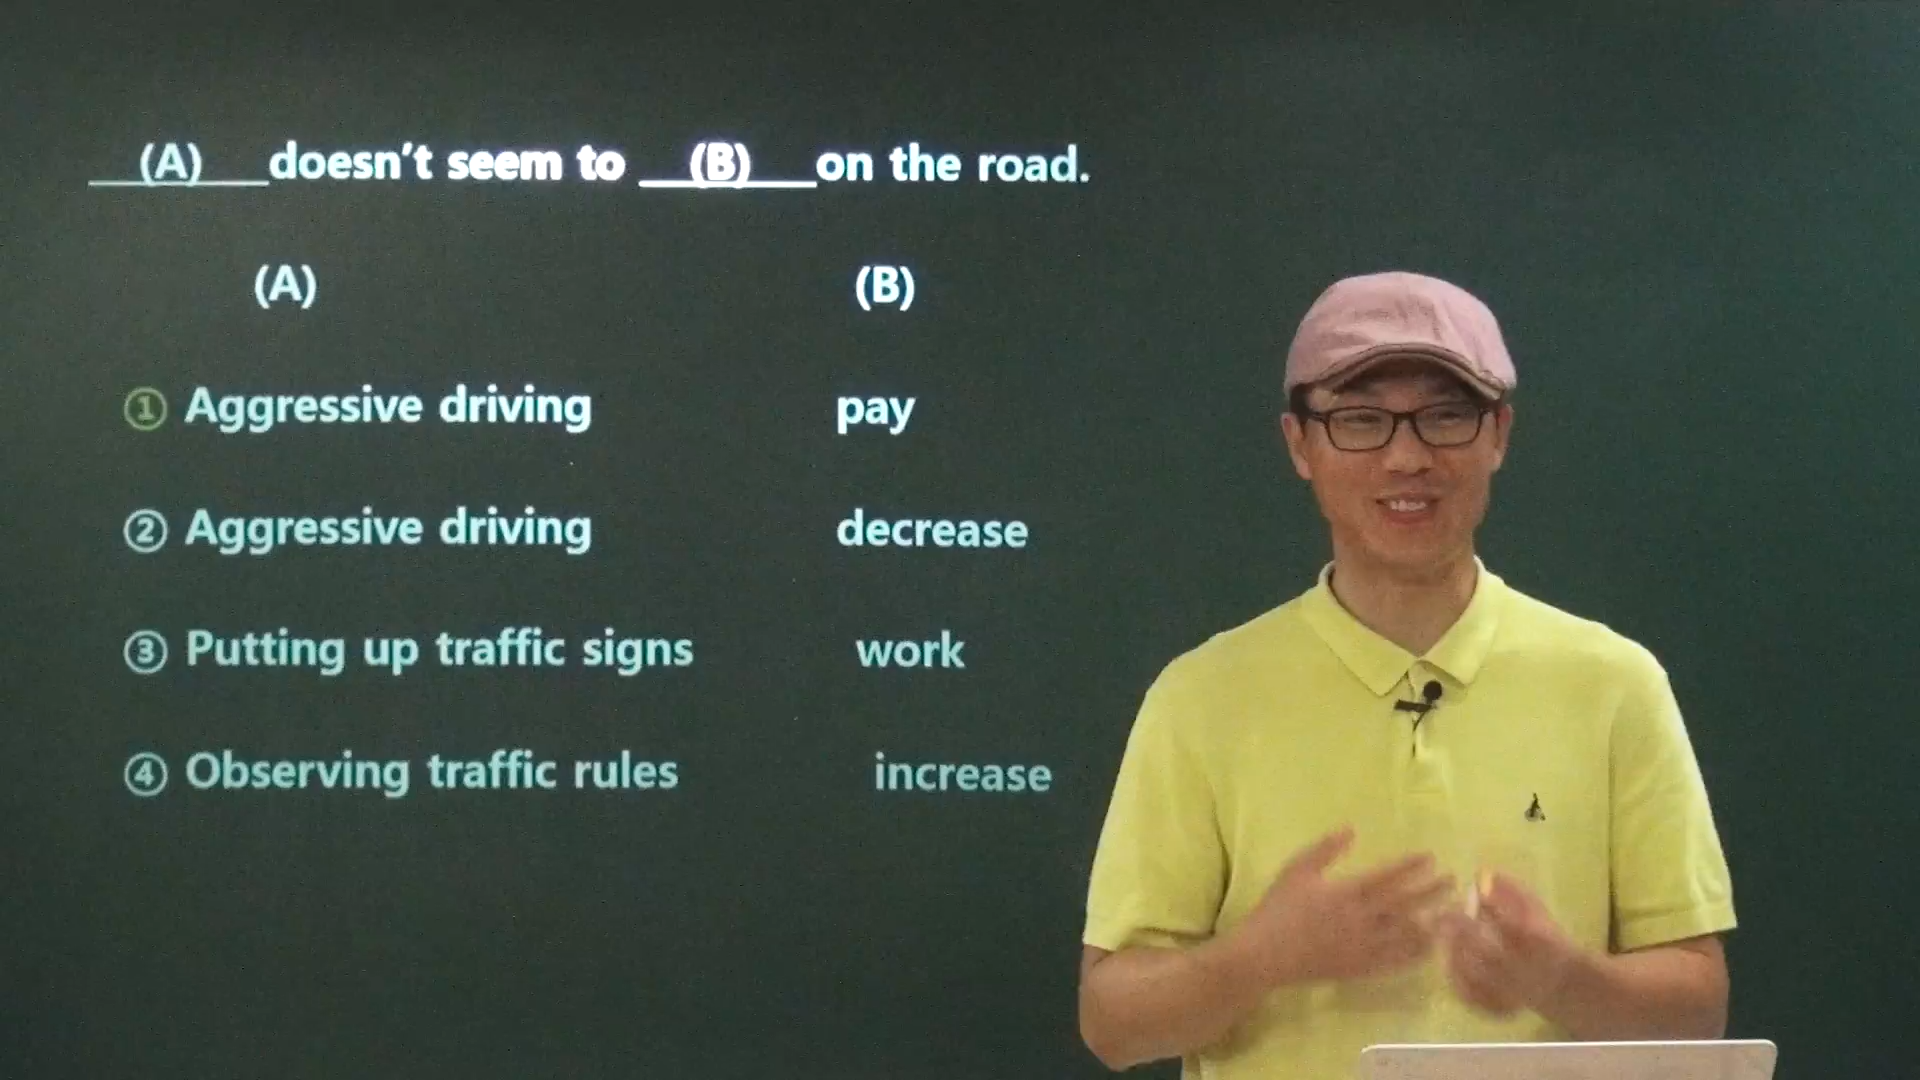 (A) doesn't seem to (B) on the road.
(A) (B)
① Aggressive driving pay
② Aggressive driving decrease
③ Putting up traffic signs work
④ Observing traffic rules increase